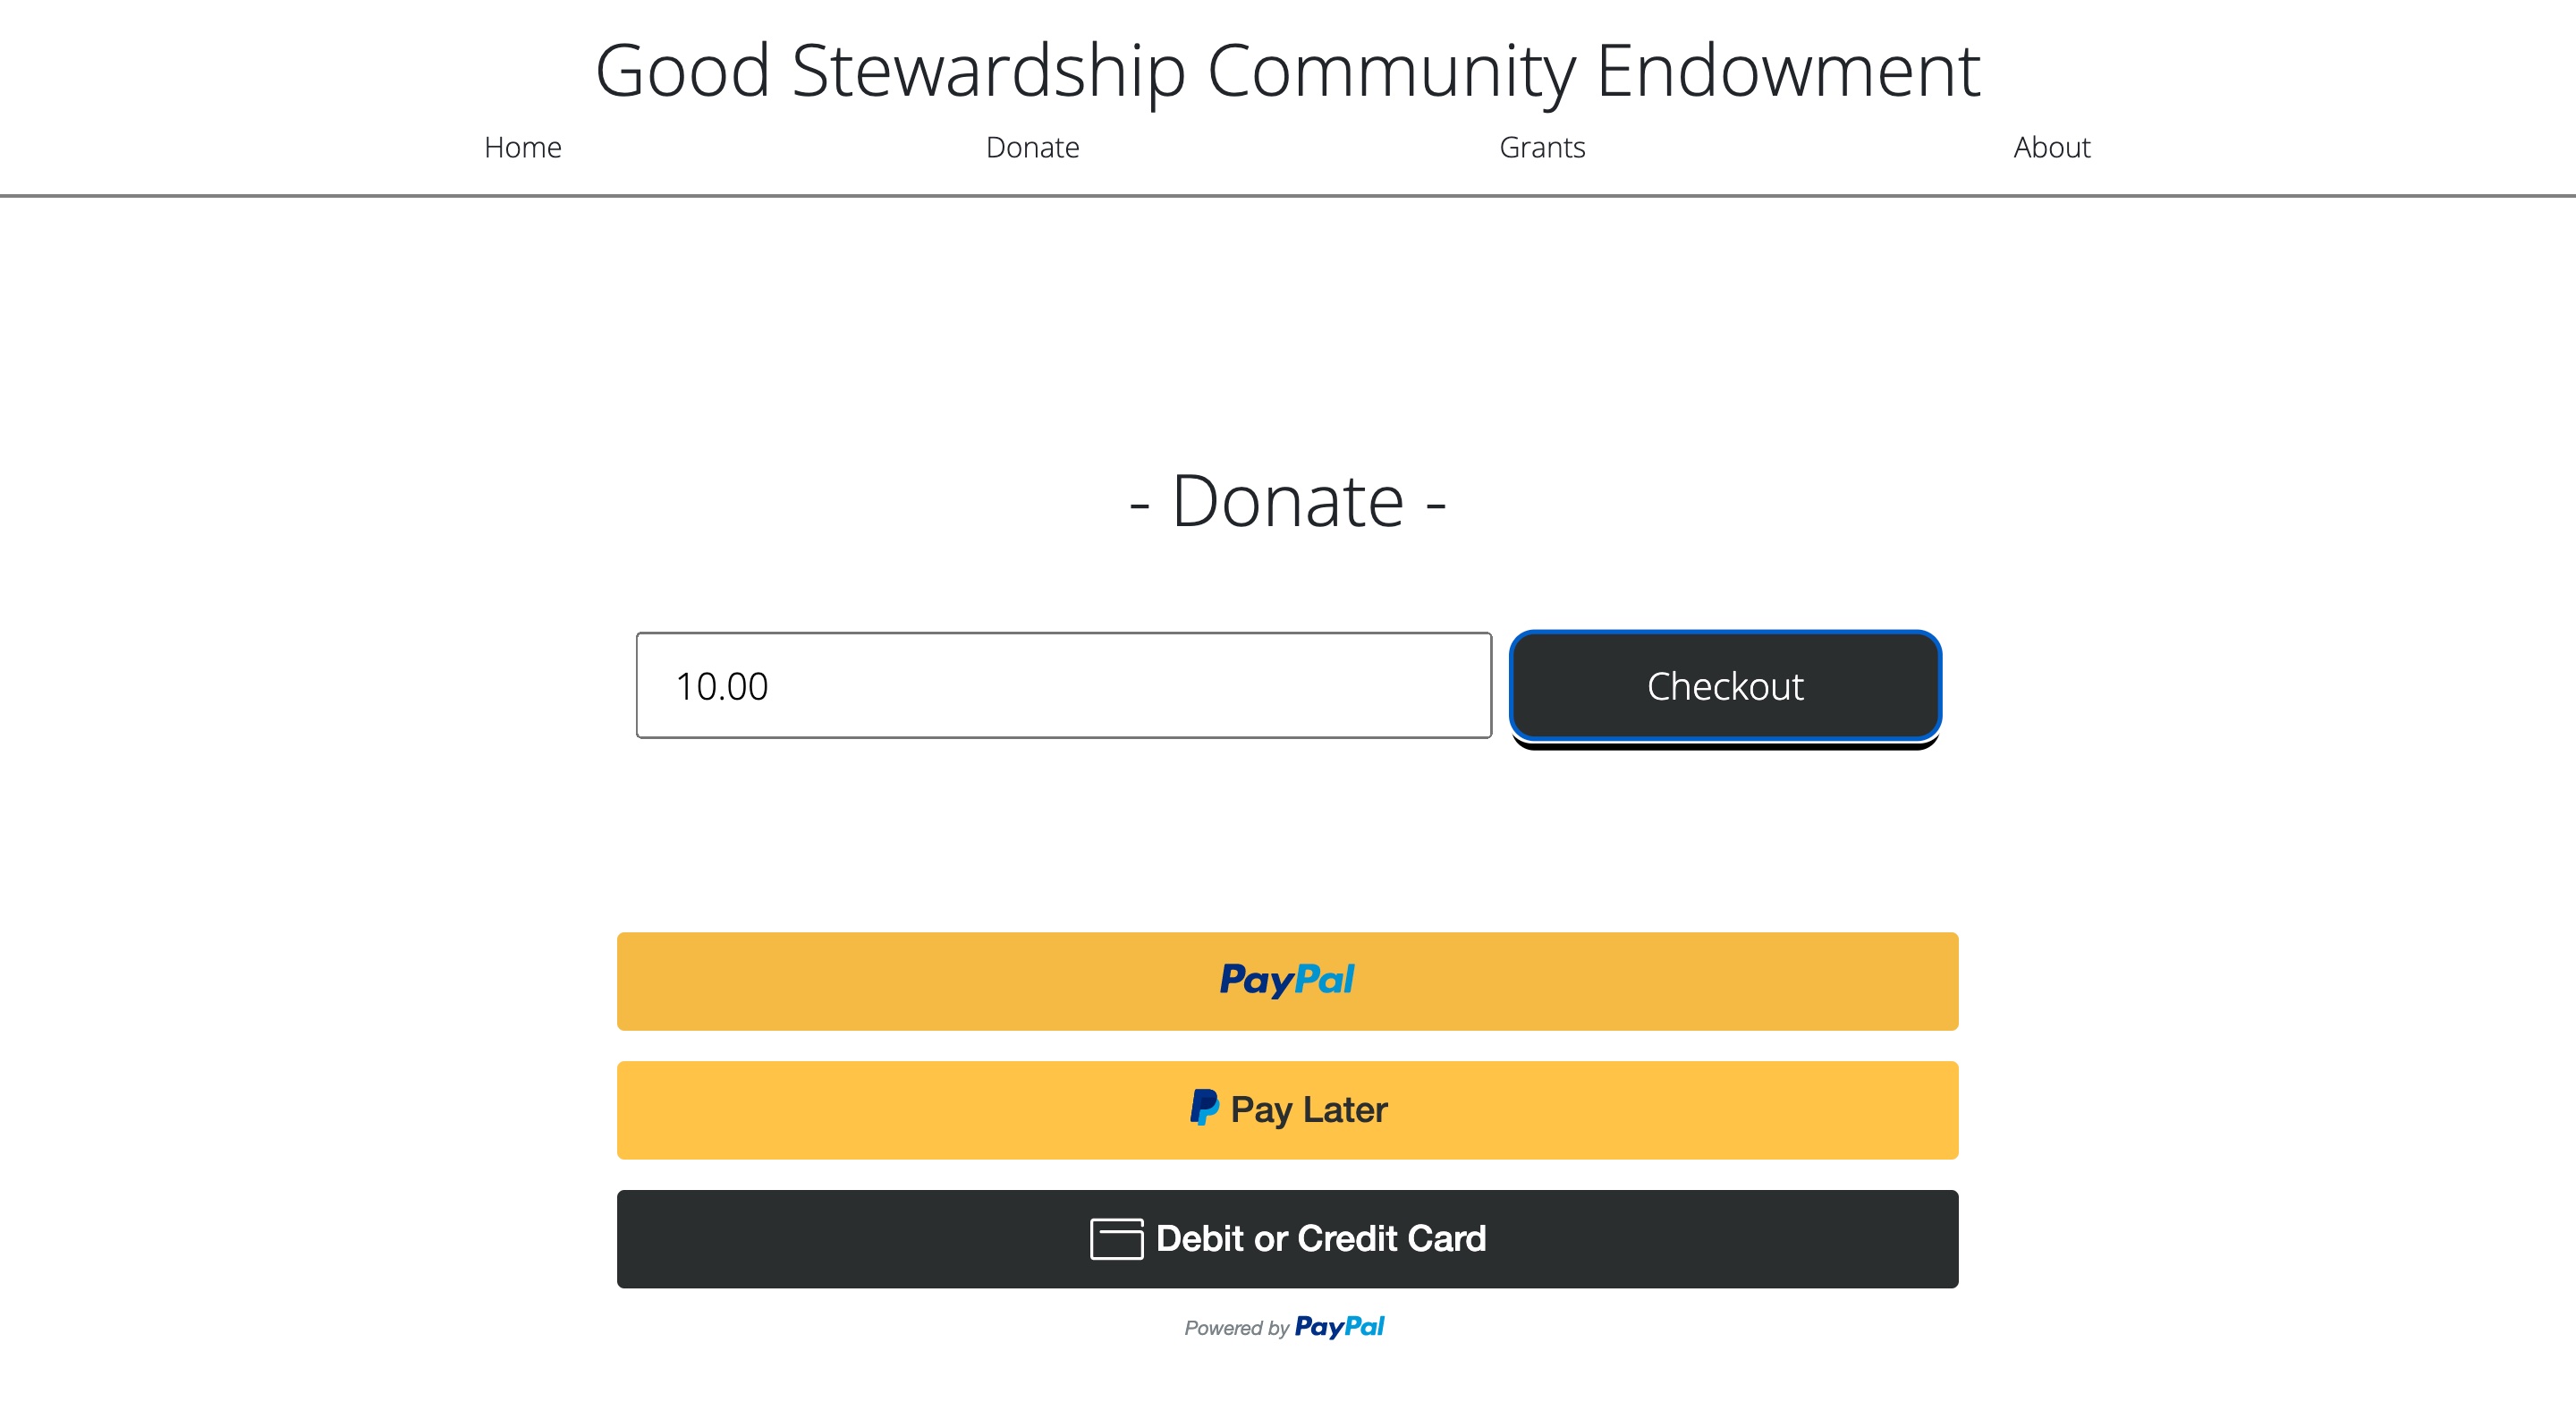 Good Stewardship Community Endowment
Home Donate Grants About
- Donate -
10.00 Checkout
PayPal
Pay Later
Debit or Credit Card
Powered by PayPal